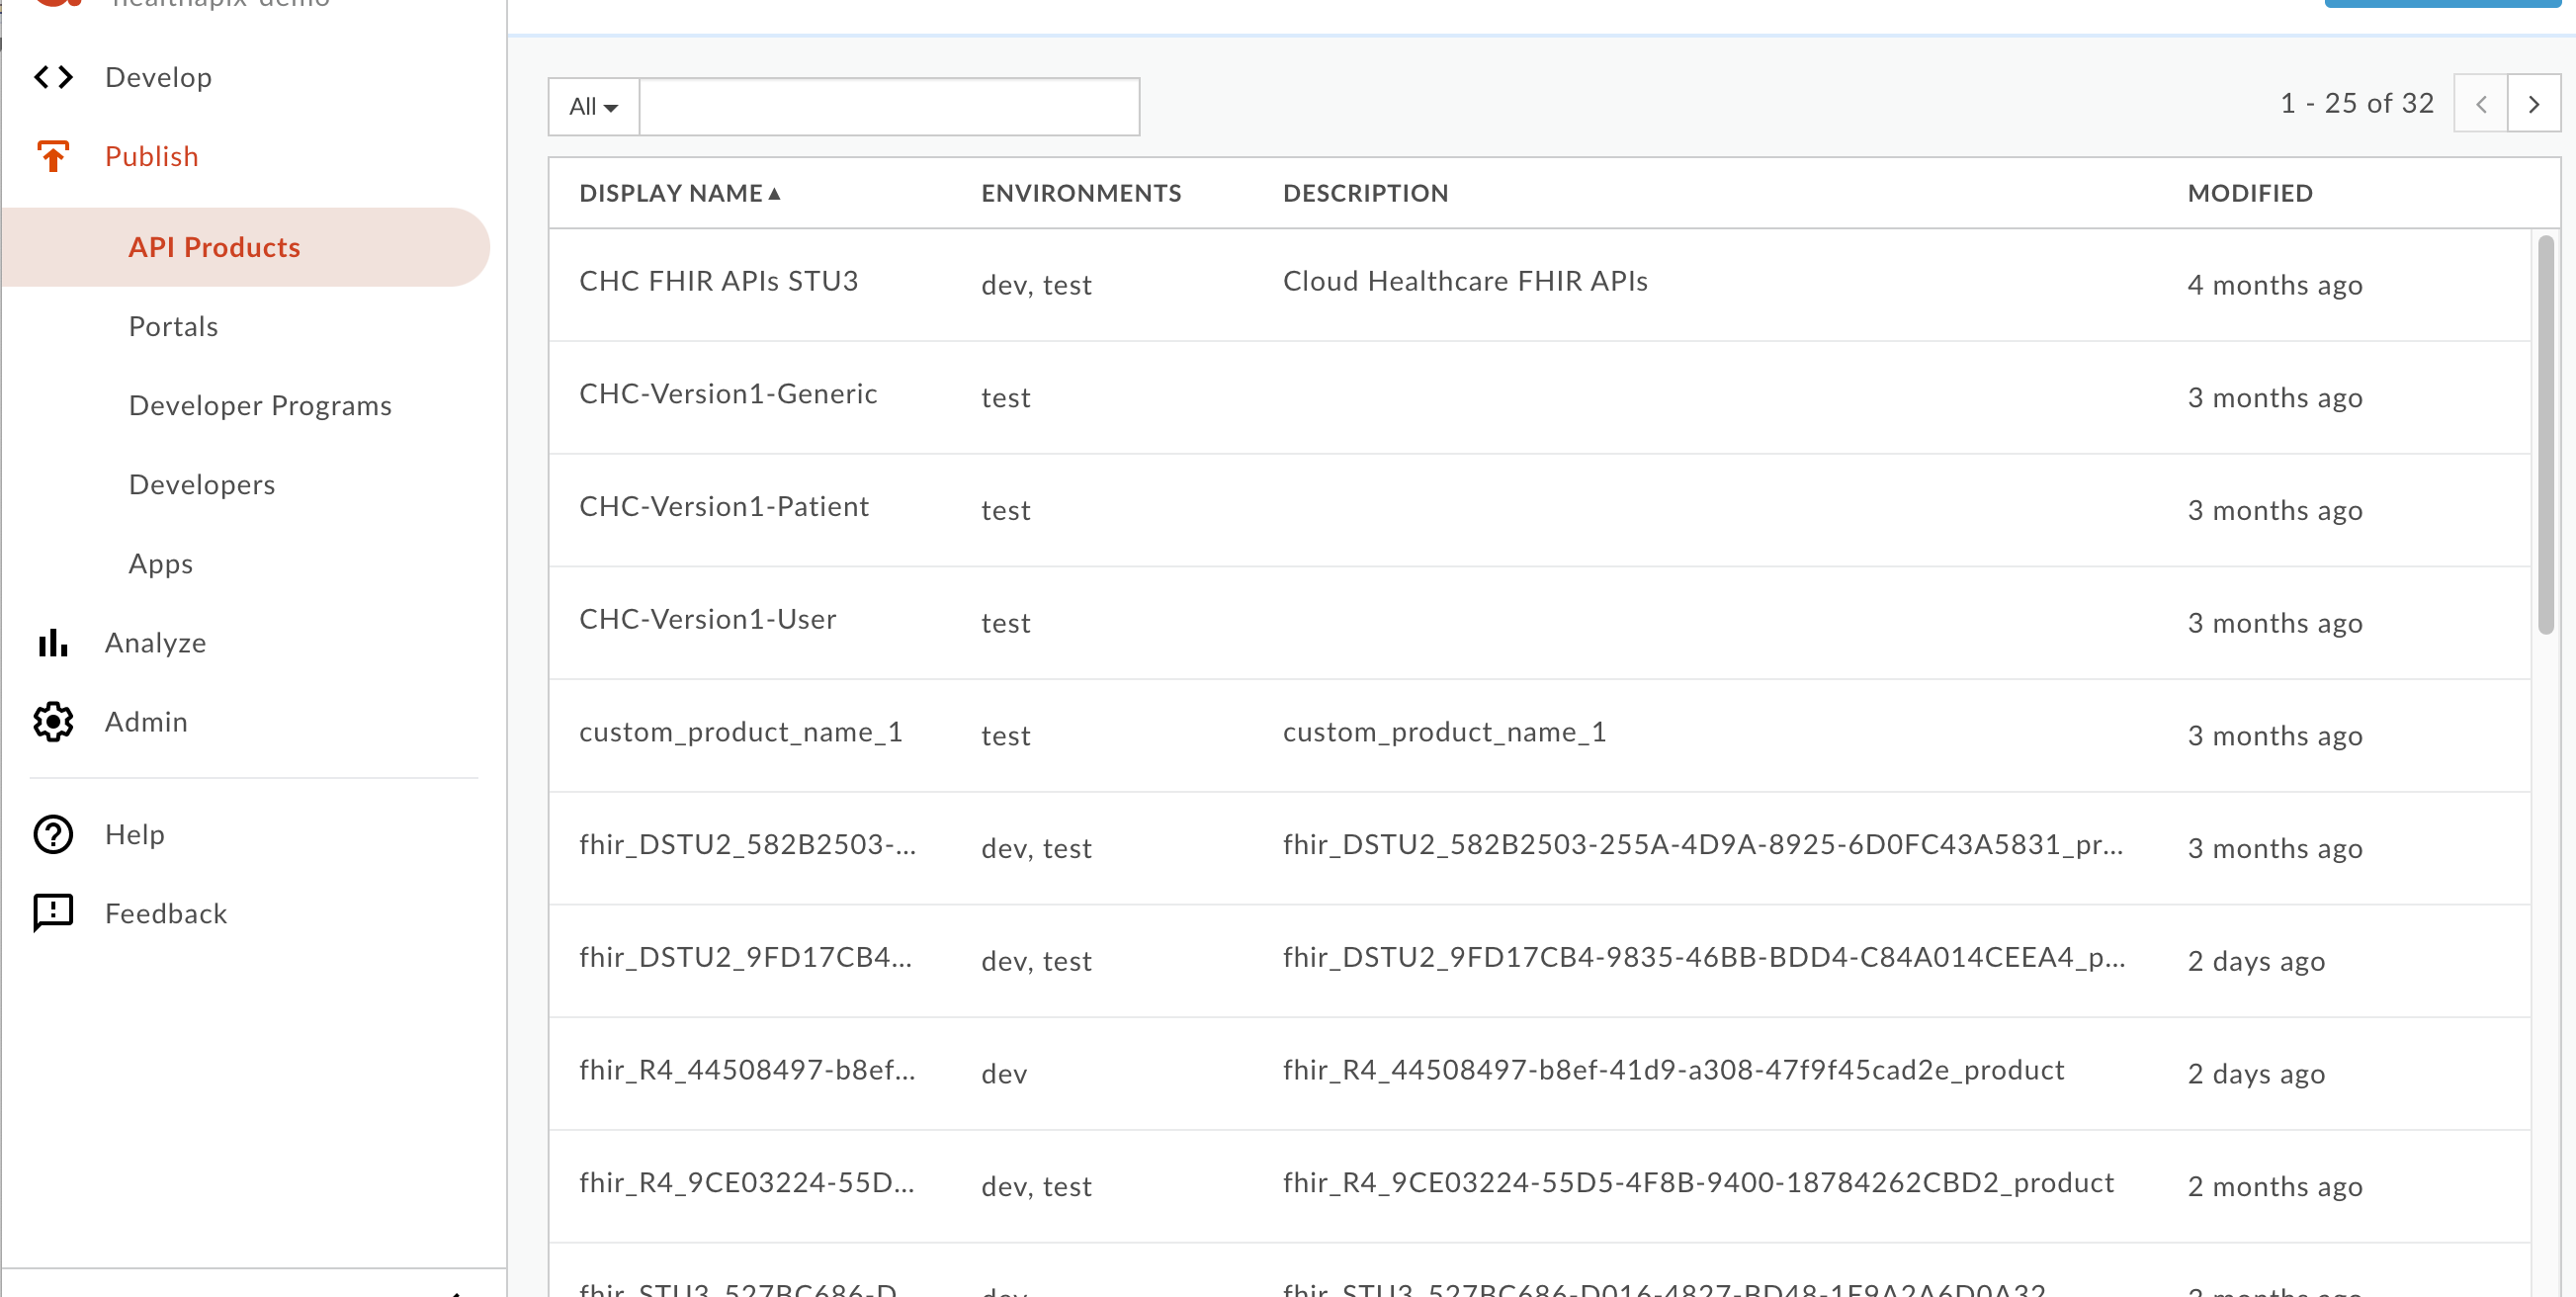 healthapix-demo
Develop
Publish
API Products
Portals
Developer Programs
Developers
Apps
Analyze
Admin
Help
Feedback
All
1 - 25 of 32
DISPLAY NAME ENVIRONMENTS DESCRIPTION MODIFIED
CHC FHIR APIs STU3 dev, test Cloud Healthcare FHIR APIs 4 months ago
CHC-Version1-Generic test 3 months ago
CHC-Version1-Patient test 3 months ago
CHC-Version1-User test 3 months ago
custom_product_name_1 test custom_product_name_1 3 months ago
fhir_DSTU2_582B2503-... dev, test fhir_DSTU2_582B2503-255A-4D9A-8925-6D0FC43A5831_pr... 3 months ago
fhir_DSTU2_9FD17CB4... dev, test fhir_DSTU2_9FD17CB4-9835-46BB-BDD4-C84A014CEEA4_p... 2 days ago
fhir_R4_44508497-b8ef... dev fhir_R4_44508497-b8ef-41d9-a308-47f9f45cad2e_product 2 days ago
fhir_R4_9CE03224-55D... dev, test fhir_R4_9CE03224-55D5-4F8B-9400-18784262CBD2_product 2 months ago
fhir_STU3_527BC686-D dev fhir_STU3_527BC686-D016-4827-BD48-1F9A2A6D0A32 months ago